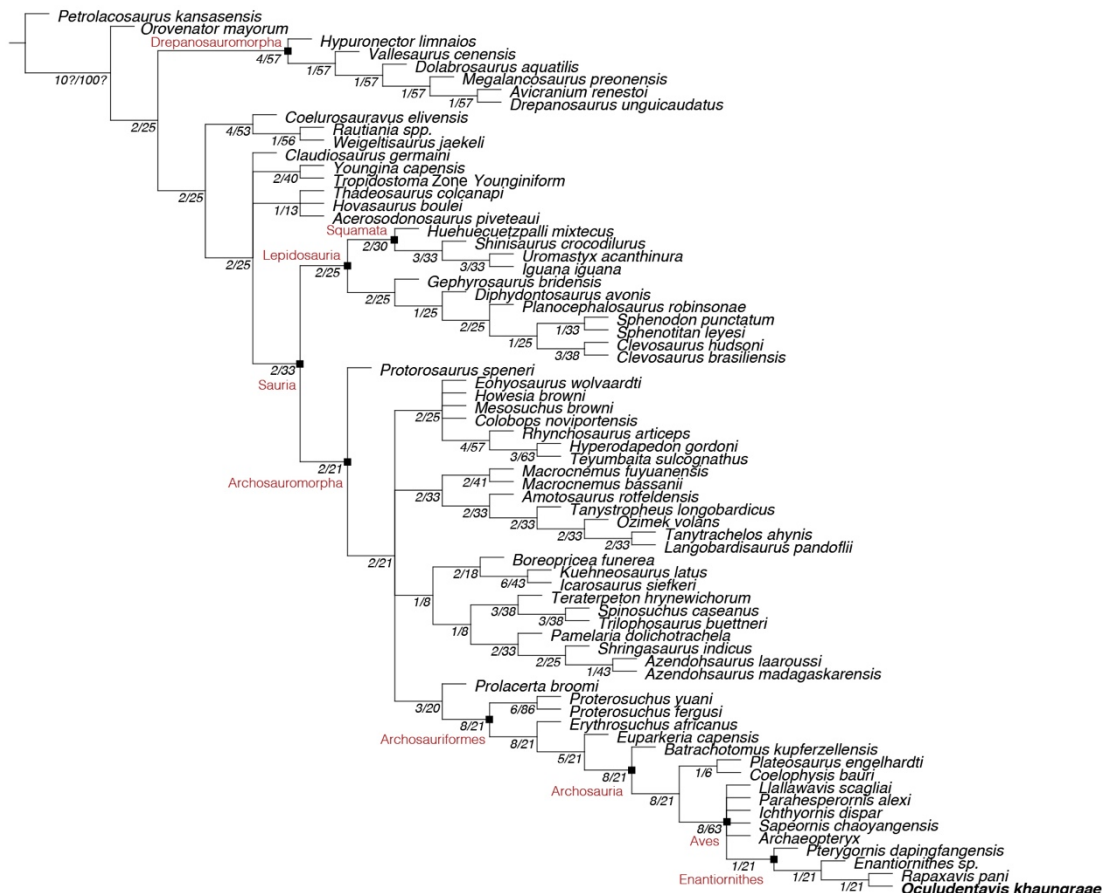 Petrolacosaurus kansasensis
Orovenator mayorum
Drepanosauromorpha
Hypuronector limnaios
4/57
Vallesaurus cenensis
1/57
Dolabrosaurus aquatilis
10?/100?
1/57
Megalancosaurus preonensis
1/57
Avicranium renestoi
1/57
Drepanosaurus unguicaudatus
Coelurosauravus elivensis
2/25
4/53
Rautiania spp.
1/56
Weigeltisaurus jaekeli
Claudiosaurus germaini
Youngina capensis
2/40
Tropidostoma Zone Younginiform
2/25
Thadeosaurus colcanapi
1/13
Hovasaurus boulei
Acerosodonosaurus piveteaui
Squamata
Huehuecuetzpalli mixtecus
2/30
Shinisaurus crocodilurus
Lepidosauria
3/33
Uromastyx acanthinura
2/25
2/25
3/33
Iguana iguana
Gephyrosaurus bridensis
2/25
Diphydontosaurus avonis
1/25
Planocephalosaurus robinsonae
2/25
Sphenodon punctatum
1/33
Sphenotitan leyesi
1/25
Clevosaurus hudsoni
3/38
Clevosaurus brasiliensis
2/33
Protorosaurus speneri
Sauria
Eohyosaurus wolvaardti
Howesia browni
2/25
Mesosuchus browni
Colobops noviportensis
Rhynchosaurus articeps
4/57
Hyperodapedon gordoni
3/63
Teyumbaita sulcognathus
2/21
Macrocnemus fuyuanensis
Archosauromorpha
2/41
Macrocnemus bassanii
2/33
Amotosaurus rotfeldensis
2/33
Tanystropheus longobardicus
2/33
Ozimek volans
2/33
Tanytrachelos ahynis
2/33
Langobardisaurus pandoflii
2/21
Boreopricea funerea
2/18
Kuehneosaurus latus
6/43
Icarosaurus siefkeri
1/8
Teraterpeton hrynewichorum
3/38
Spinosuchus caseanus
3/38
Trilophosaurus buettneri
1/8
Pamelaria dolichotrachela
2/33
Shringasaurus indicus
2/25
Azendohsaurus laaroussi
1/43
Azendohsaurus madagaskarensis
Prolacerta broomi
3/20
Proterosuchus yuani
6/86
Proterosuchus fergusi
8/21
Erythrosuchus africanus
Archosauriformes
8/21
Euparkeria capensis
5/21
Batrachotomus kupferzellensis
8/21
Plateosaurus engelhardti
1/6
Coelophysis bauri
Archosauria
8/21
Llallawavis scagliai
Parahesperornis alexi
Ichthyornis dispar
8/63
Sapeornis chaoyangensis
Aves
Archaeopteryx
1/21
Pterygornis dapingfangensis
Enantiornithes
1/21
Enantiornithes sp.
Rapaxavis pani
1/21
Oculudentavis khaungraae